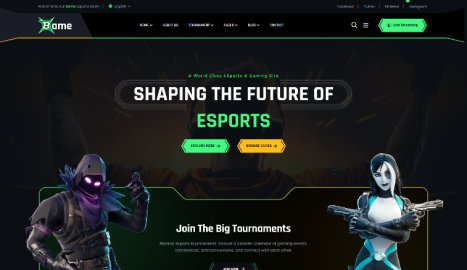 Welcome to our Bame esports store
English
Facebook
Twitter
Pinterest
Instagram
Bame
HOME
ABOUT US
TOURNAMENT
PAGES
BLOG
CONTACT
Live Streaming
# World Class ESports & Gaming Site
SHAPING THE FUTURE OF
ESPORTS
EXPLORE MORE
BROWSE GAMES
Join The Big Tournaments
Beyond esports tournaments, include a broader calendar of gaming events,
conferences, and conventions, and connect with each other.